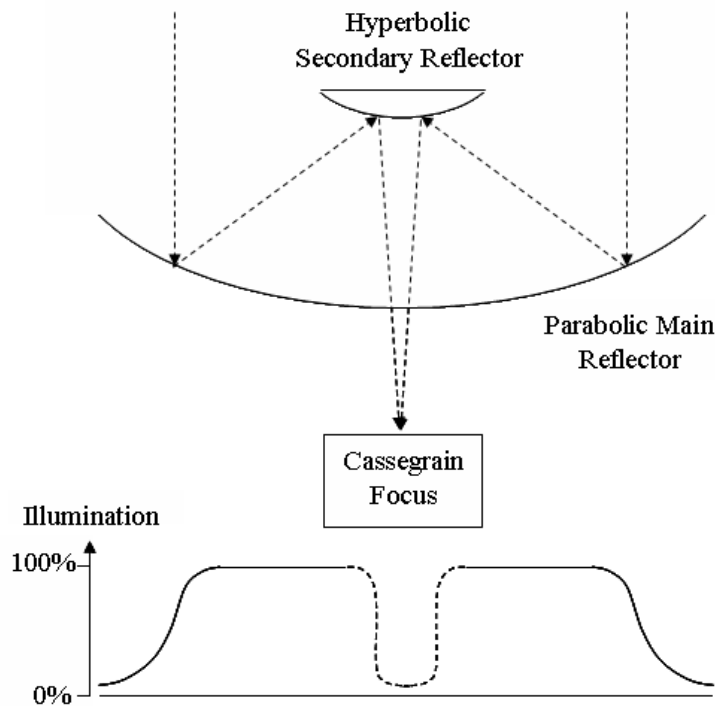 Hyperbolic
Secondary Reflector
Parabolic Main
Reflector
Cassegrain
Focus
Illumination
100%
0%